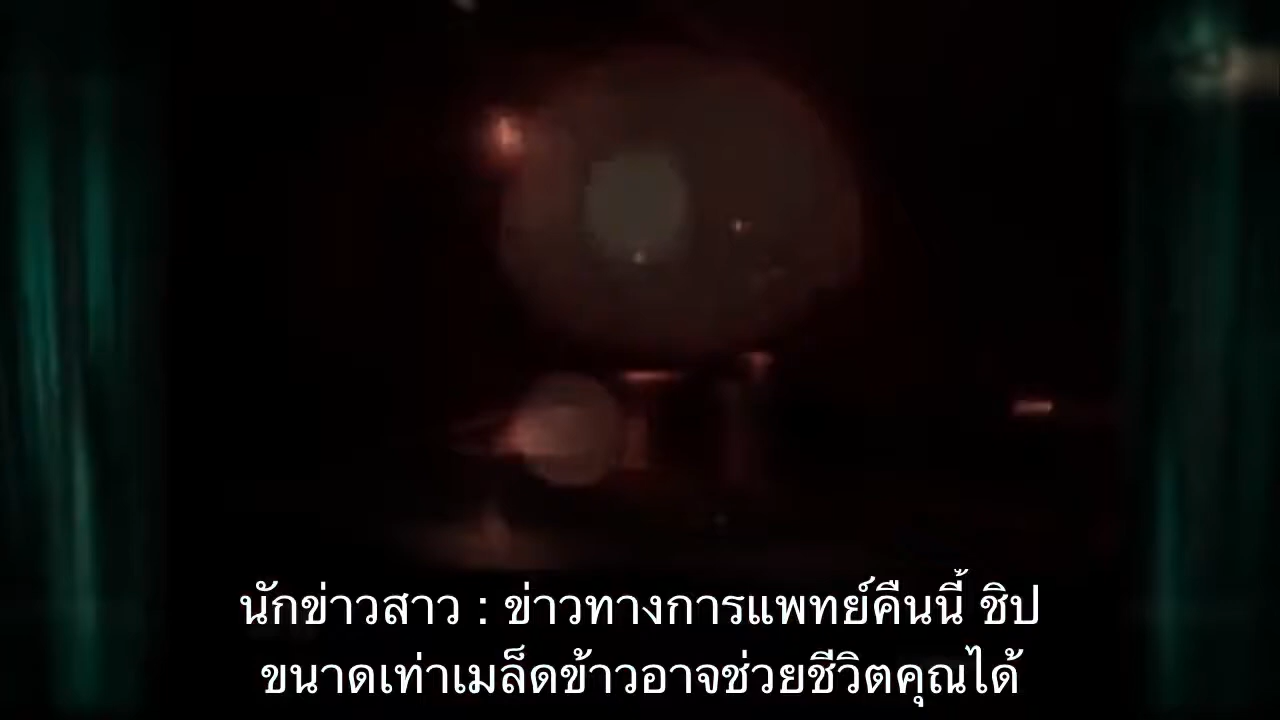 นักข่าวสาว : ข่าวทางการแพทย์คืนนี้ ชิป
ขนาดเท่าเมล็ดข้าวอาจช่วยชีวิตคุณได้